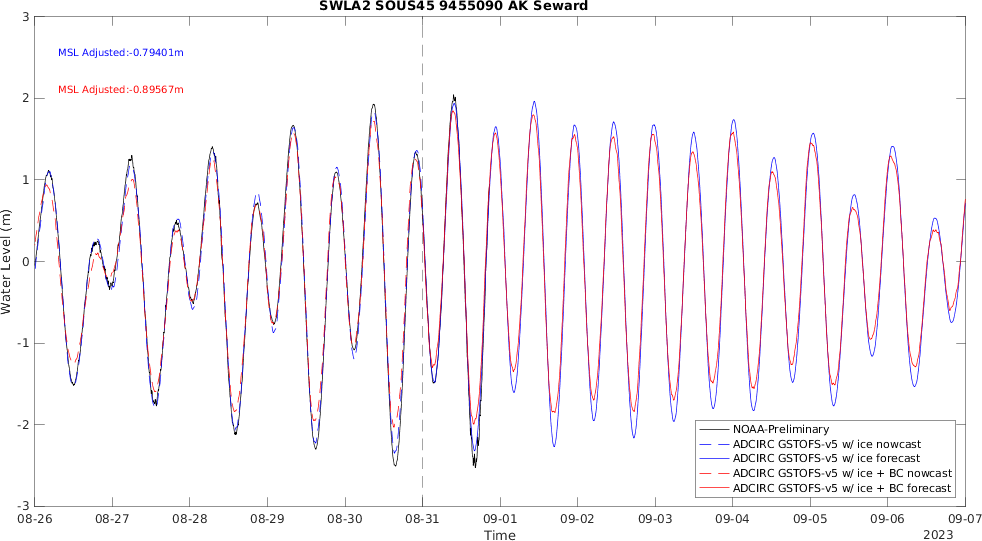 SWLA2 SOUS45 9455090 AK Seward
MSL Adjusted:-0.79401m
MSL Adjusted:-0.89567m
Water Level (m)
3
2
1
0
-1
-2
-3
NOAA-Preliminary
ADCIRC GSTOFS-v5 w/ ice nowcast
ADCIRC GSTOFS-v5 w/ ice forecast
ADCIRC GSTOFS-v5 w/ ice + BC nowcast
ADCIRC GSTOFS-v5 w/ ice + BC forecast
08-26 08-27 08-28 08-29 08-30 08-31 09-01 09-02 09-03 09-04 09-05 09-06 09-07
Time
2023